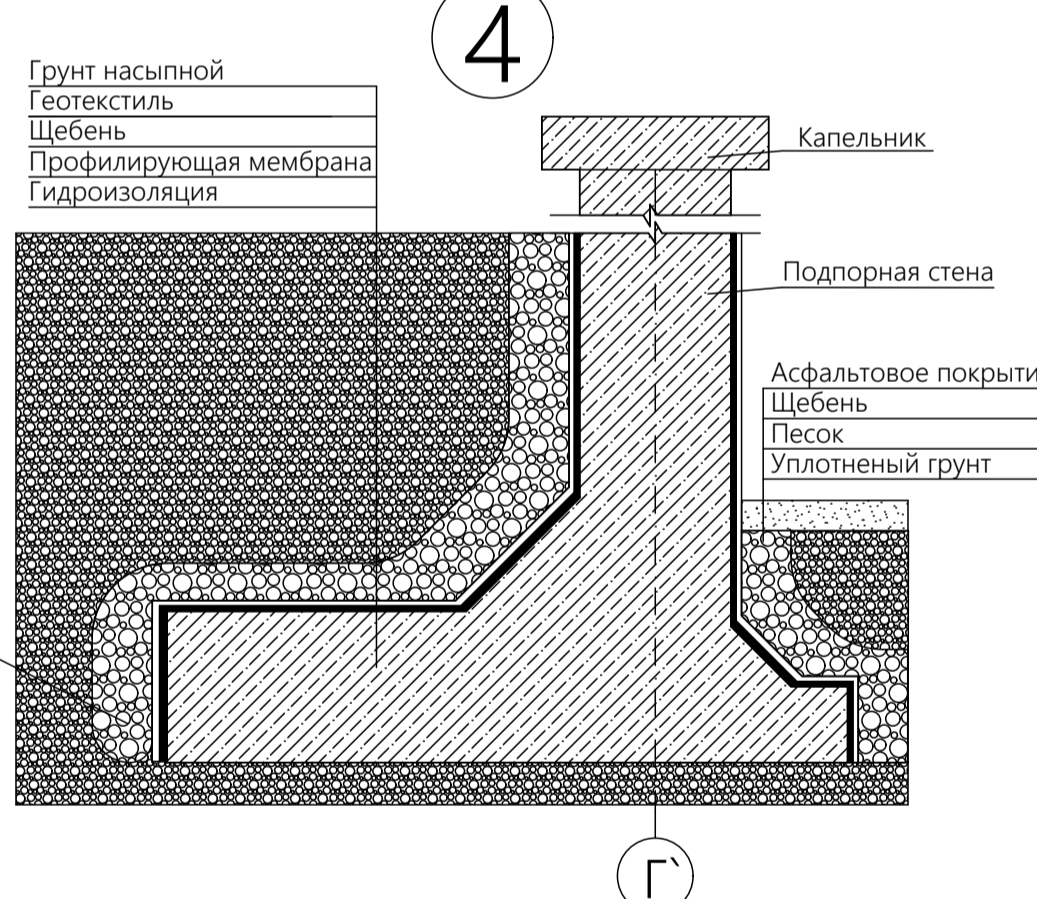 4
Грунт насыпной
Геотекстиль
Щебень
Профилирующая мембрана
Гидроизоляция
Капельник
Подпорная стена
Асфальтовое покрыти
Щебень
Песок
Уплотненый грунт
Г`